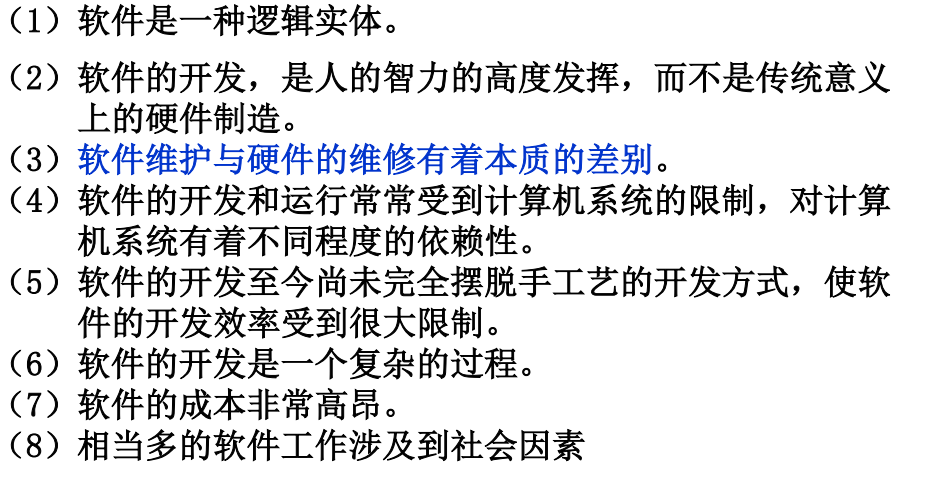 （1）软件是一种逻辑实体。
（2）软件的开发，是人的智力的高度发挥，而不是传统意义
上的硬件制造。
（3）软件维护与硬件的维修有着本质的差别。
（4）软件的开发和运行常常受到计算机系统的限制，对计算
机系统有着不同程度的依赖性。
（5）软件的开发至今尚未完全摆脱手工艺的开发方式，使软
件的开发效率受到很大限制。
（6）软件的开发是一个复杂的过程。
（7）软件的成本非常高昂。
（8）相当多的软件工作涉及到社会因素